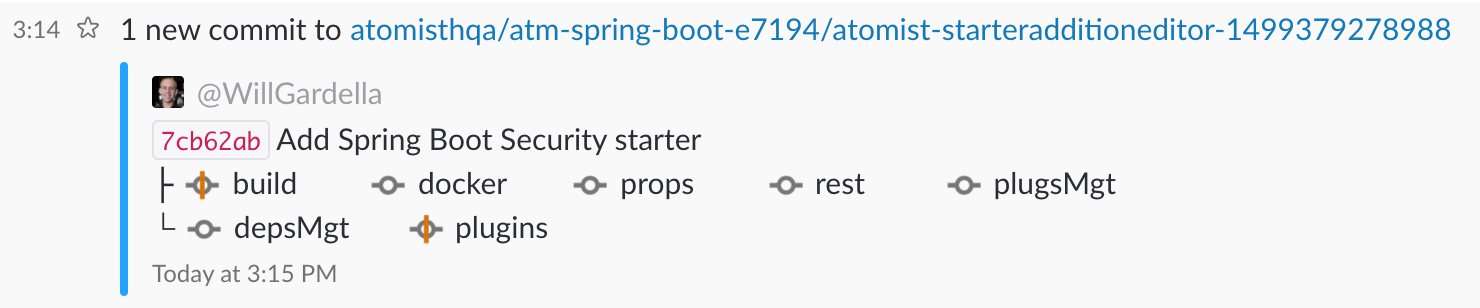 3:14 1 new commit to atomisthqa/atm-spring-boot-e7194/atomist-starteradditioneditor-1499379278988
@WillGardella
7cb62ab Add Spring Boot Security starter
build docker props rest plugsMgt
depsMgt plugins
Today at 3:15 PM